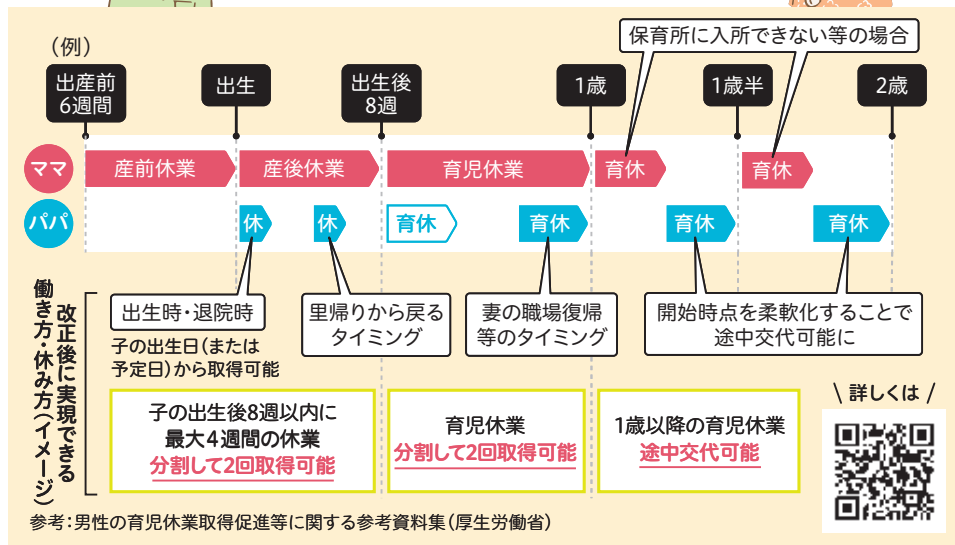 (例)
保育所に入所できない等の場合
出産前
6週間
出生
出生後
8週
1歳
1歳半
2歳
ママ
産前休業
産後休業
育児休業
育休
育休
パパ
休
休
育休
育休
育休
育休
改正後に実現できる
働き方・休み方(イメージ)
出生時・退院時
子の出生日(または
予定日)から取得可能
里帰りから戻る
タイミング
妻の職場復帰
等のタイミング
開始時点を柔軟化することで
途中交代可能に
子の出生後8週以内に
最大4週間の休業
分割して2回取得可能
育児休業
分割して2回取得可能
1歳以降の育児休業
途中交代可能
\ 詳しくは /
参考:男性の育児休業取得促進等に関する参考資料集(厚生労働省)